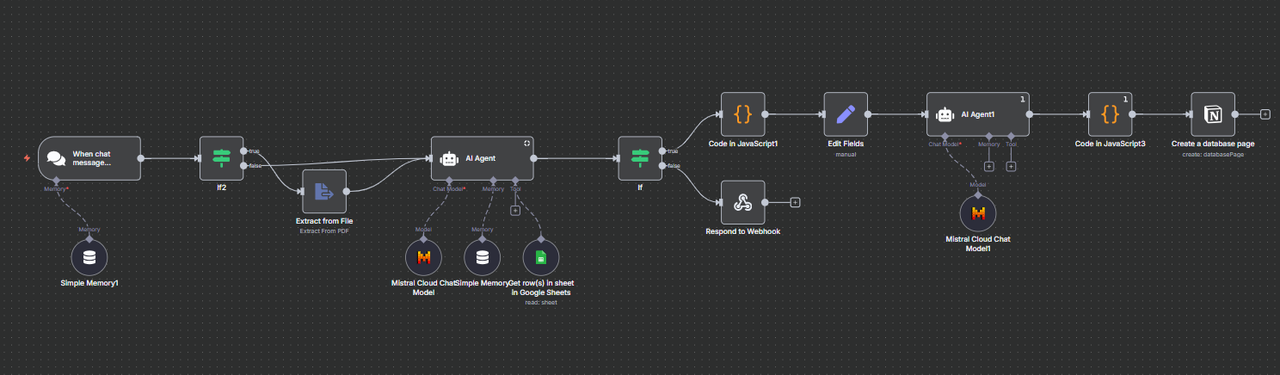 When chat
message...
Memory*
Memory
Simple Memory1
true
false
If2
Extract from File
Extract From PDF
AI Agent
Chat Model*
Memory
Tool
Model
Memory
Mistral Cloud Chat
Model
Simple Memory
Get row(s) in sheet
in Google Sheets
read: sheet
true
false
If
Code in JavaScript1
Respond to Webhook
Edit Fields
manual
1
AI Agent1
Chat Model*
Memory
Tool
Model
Mistral Cloud Chat
Model1
1
Code in JavaScript3
Create a database page
create: databasePage